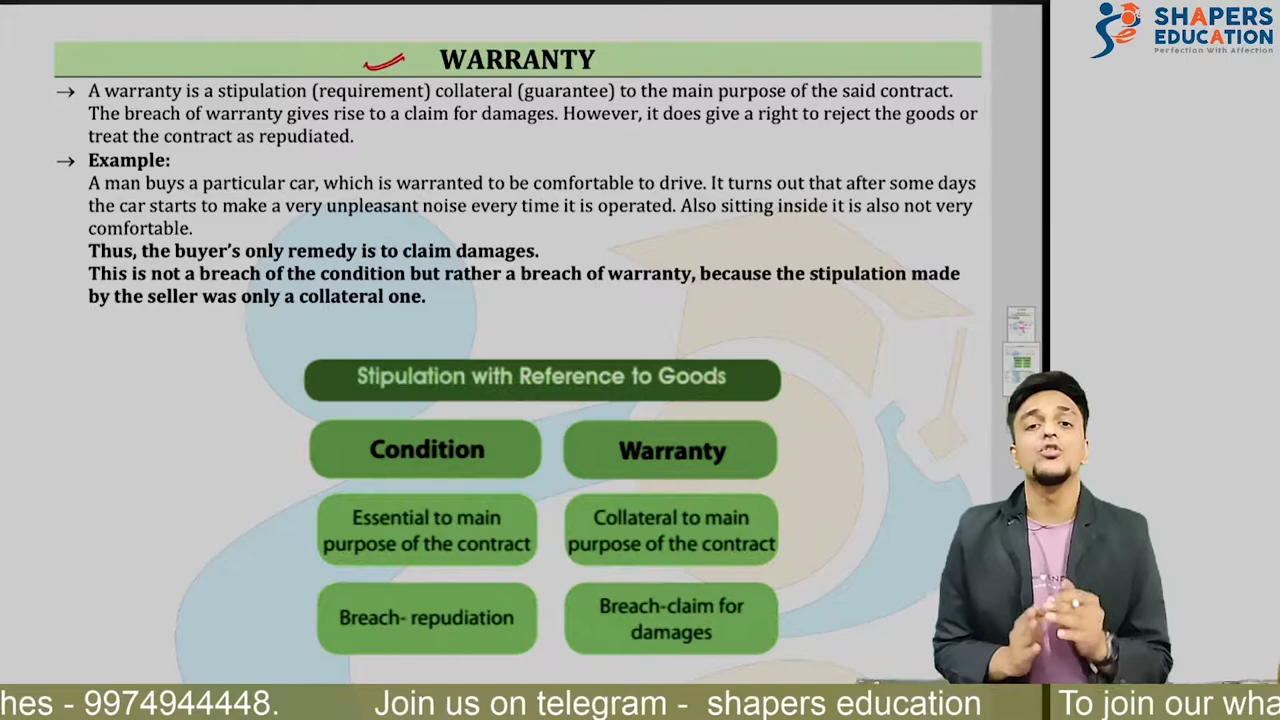 SHAPERS
EDUCATION
Perfection With Affection
WARRANTY
→ A warranty is a stipulation (requirement) collateral (guarantee) to the main purpose of the said contract.
The breach of warranty gives rise to a claim for damages. However, it does give a right to reject the goods or
treat the contract as repudiated.
→ Example:
A man buys a particular car, which is warranted to be comfortable to drive. It turns out that after some days
the car starts to make a very unpleasant noise every time it is operated. Also sitting inside it is also not very
comfortable.
Thus, the buyer’s only remedy is to claim damages.
This is not a breach of the condition but rather a breach of warranty, because the stipulation made
by the seller was only a collateral one.
Stipulation with Reference to Goods
Condition
Warranty
Essential to main
purpose of the contract
Collateral to main
purpose of the contract
Breach- repudiation
Breach-claim for
damages
hes - 9974944448. Join us on telegram - shapers education To join our wha